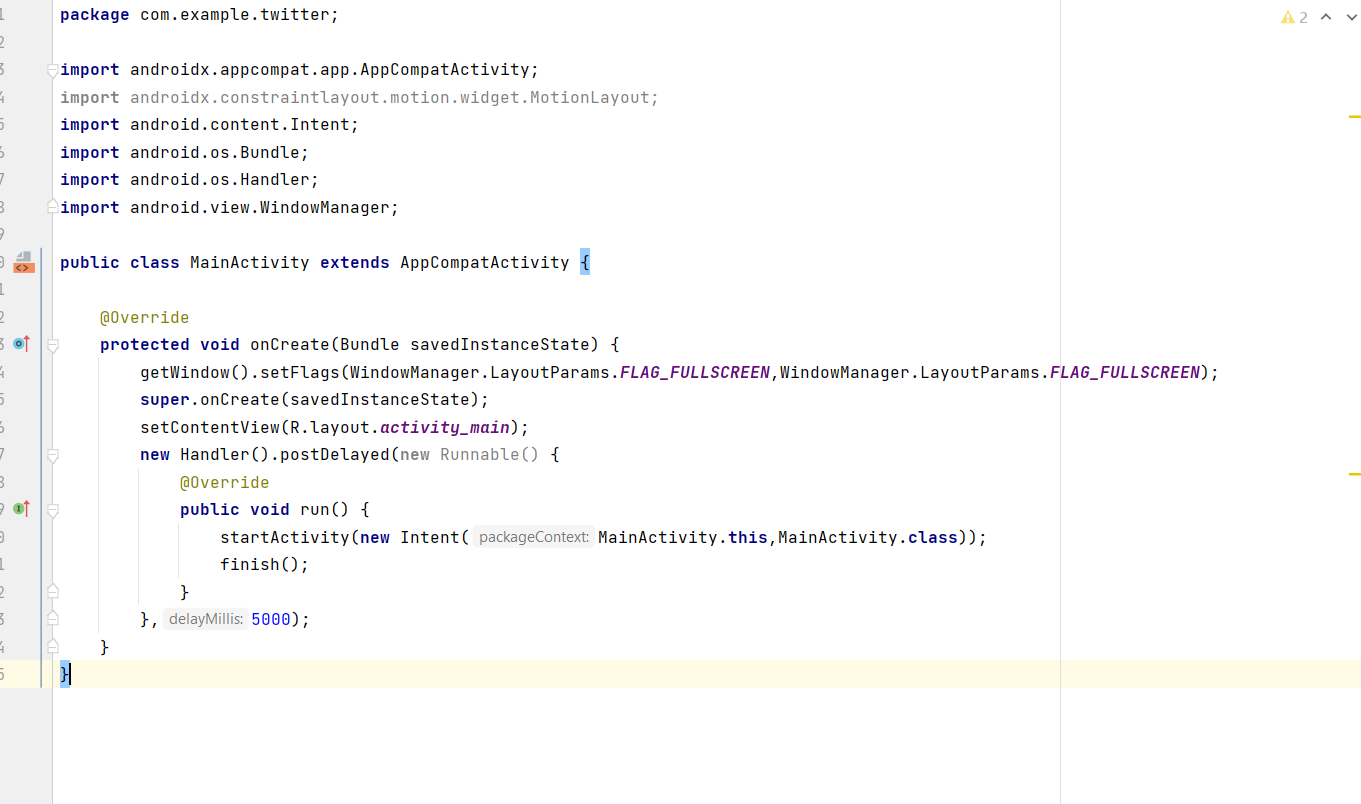 2
package com.example.twitter;
import androidx.appcompat.app.AppCompatActivity;
import androidx.constraintlayout.motion.widget.MotionLayout;
import android.content.Intent;
import android.os.Bundle;
import android.os.Handler;
import android.view.WindowManager;
public class MainActivity extends AppCompatActivity {
@Override
protected void onCreate(Bundle savedInstanceState) {
getWindow().setFlags(WindowManager.LayoutParams.FLAG_FULLSCREEN,WindowManager.LayoutParams.FLAG_FULLSCREEN);
super.onCreate(savedInstanceState);
setContentView(R.layout.activity_main);
new Handler().postDelayed(new Runnable() {
@Override
public void run() {
startActivity(new Intent( packageContext: MainActivity.this,MainActivity.class));
finish();
}
}, delayMillis: 5000);
}
}